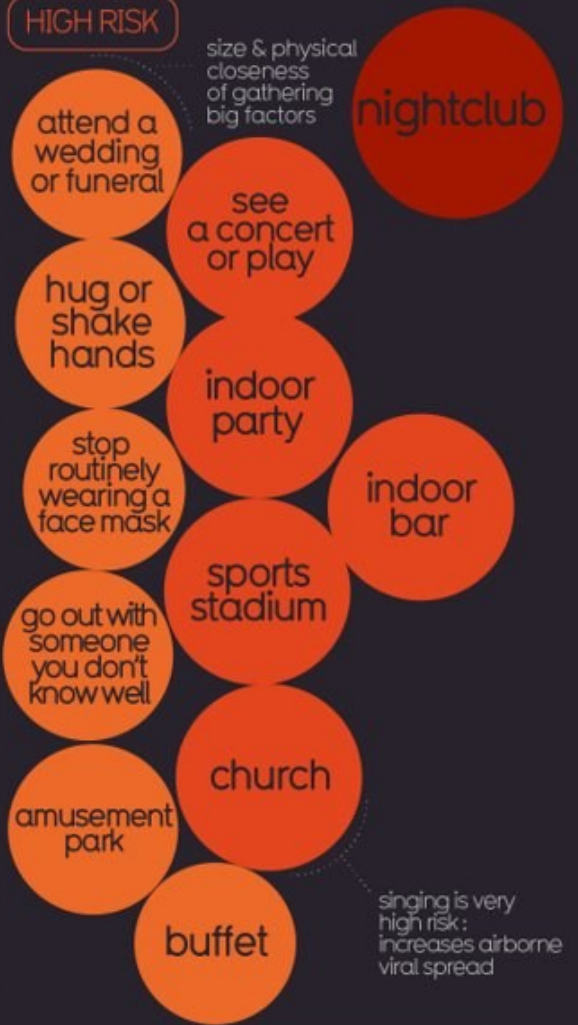 HIGH RISK
size & physical
closeness
of gathering
big factors
nightclub
attend a
wedding
or funeral
see
a concert
or play
hug or
shake
hands
indoor
party
stop
routinely
wearing a
face mask
indoor
bar
sports
stadium
go out with
someone
you don't
know well
church
amusement
park
buffet
singing is very
high risk:
increases airborne
viral spread